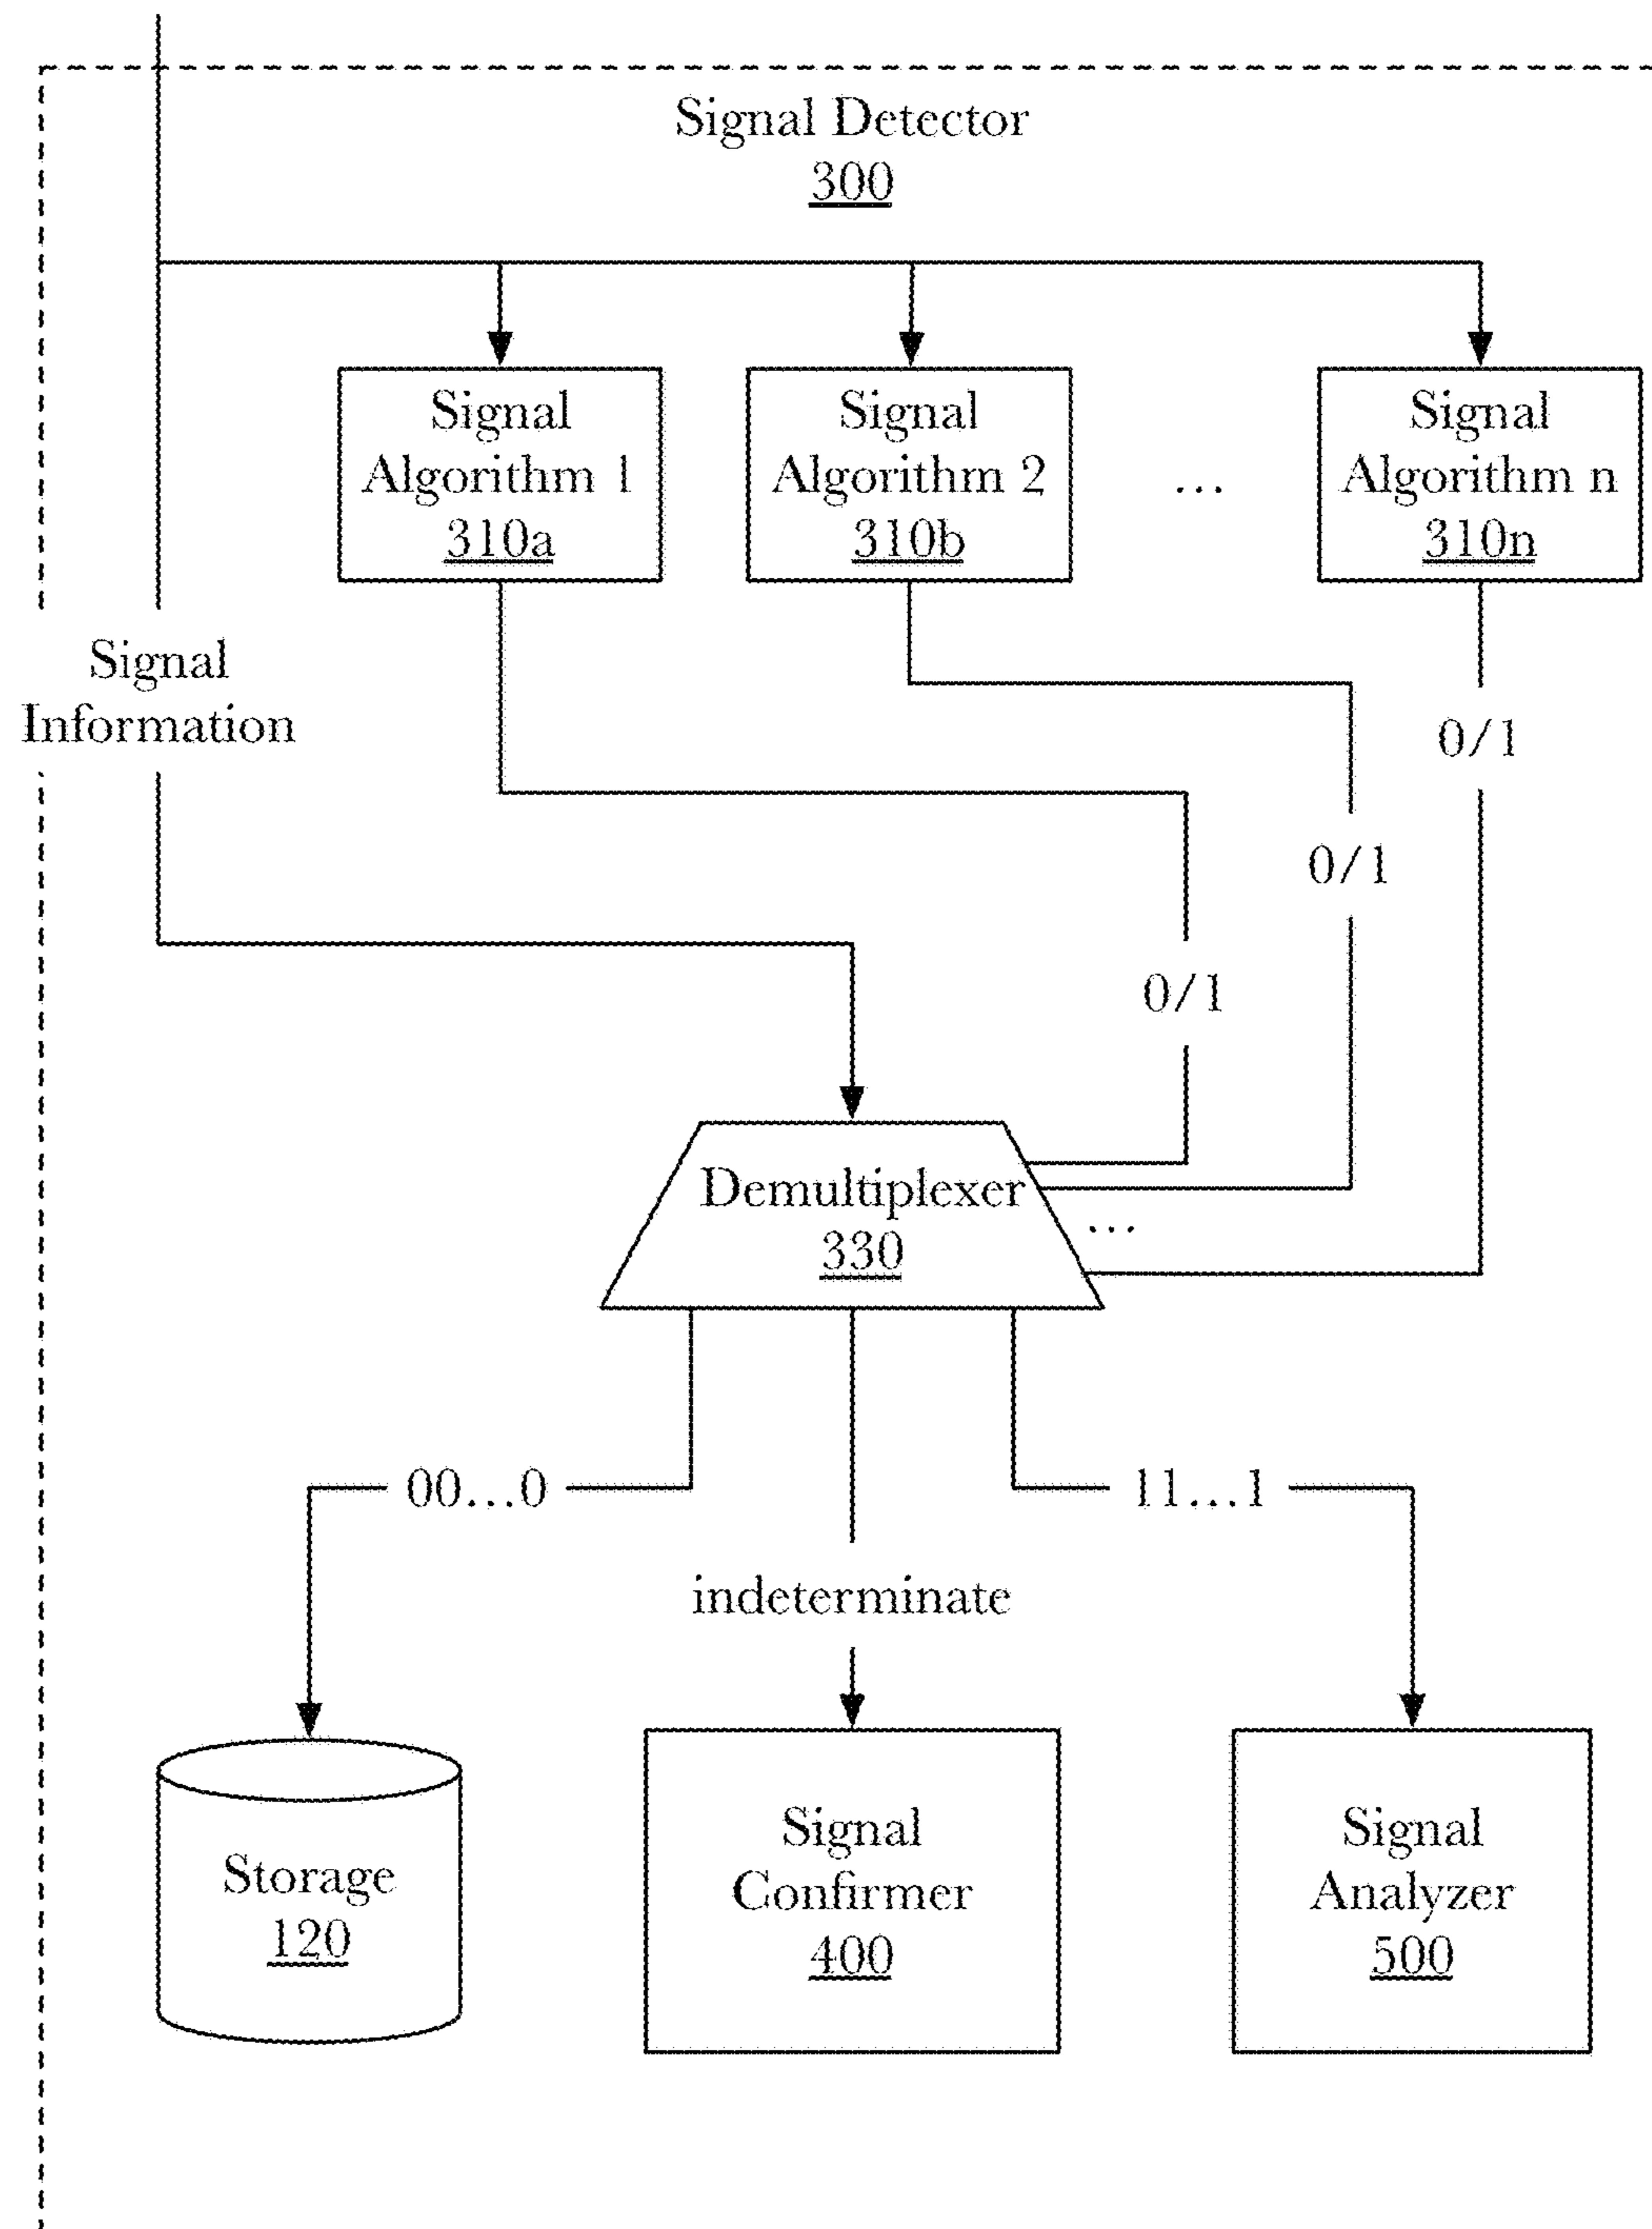 Signal Detector
300
Signal
Algorithm 1
310a
Signal
Algorithm 2
310b
...
Signal
Algorithm n
310n
Signal
Information
0/1
0/1
0/1
Demultiplexer
330
...
00...0
11...1
indeterminate
Storage
120
Signal
Confirmer
400
Signal
Analyzer
500